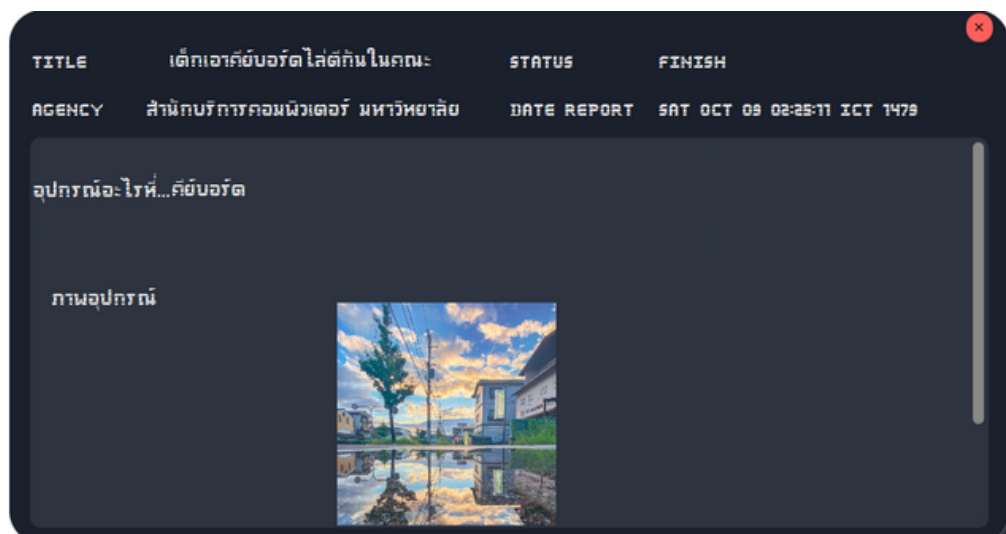 TITLE เด็กเอาคีย์บอร์ดไล่ตีกันในคณะ STATUS FINISH
AGENCY สำนักบริการคอมพิวเตอร์ มหาวิทยาลัย DATE REPORT SAT OCT 09 02:25:11 ICT 1479
อุปกรณ์อะไรที่...คีย์บอร์ด
ภาพอุปกรณ์